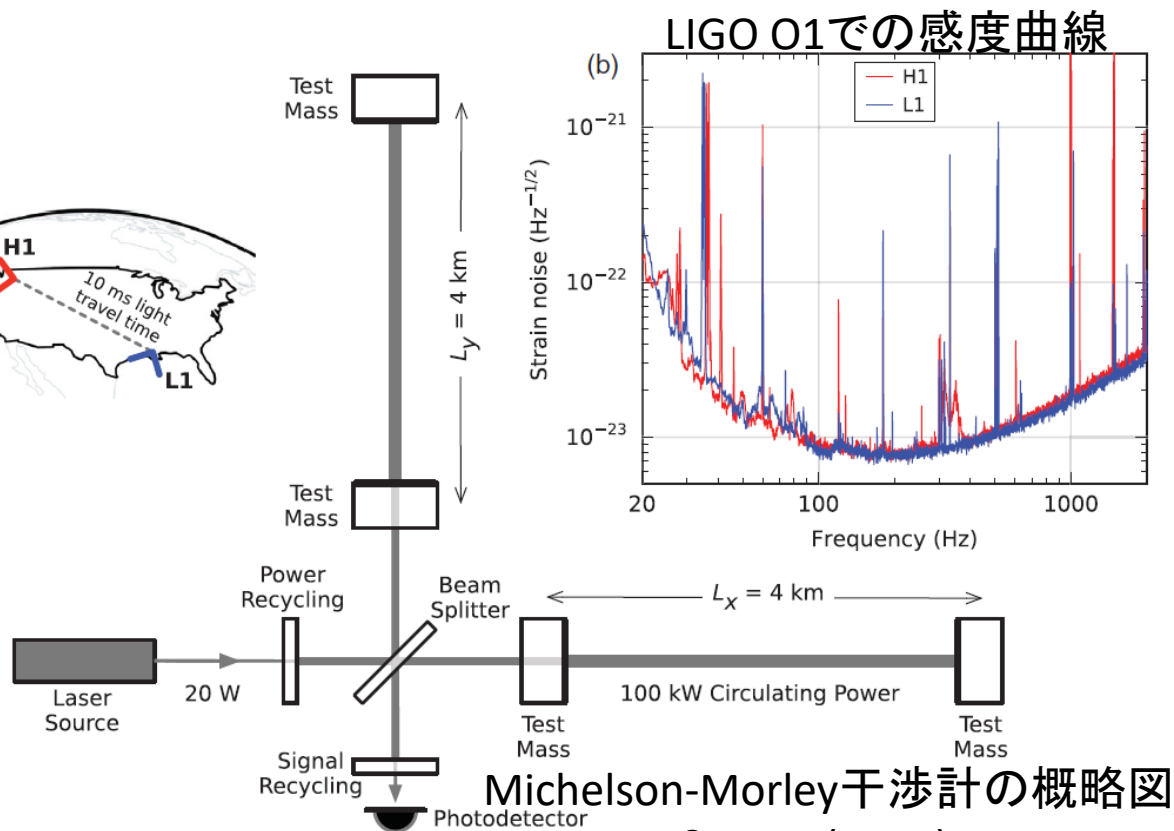 LIGO O1での感度曲線
(b)
H1
L1
Strain noise (Hz⁻¹/²)
10⁻²¹
10⁻²²
10⁻²³
20
100
1000
Frequency (Hz)
H1
10 ms light
travel time
L1
Test
Mass
L_y = 4 km
Test
Mass
Power
Recycling
Beam
Splitter
L_x = 4 km
Laser
Source
20 W
100 kW Circulating Power
Test
Mass
Test
Mass
Signal
Recycling
Photodetector
Michelson-Morley干渉計の概略図